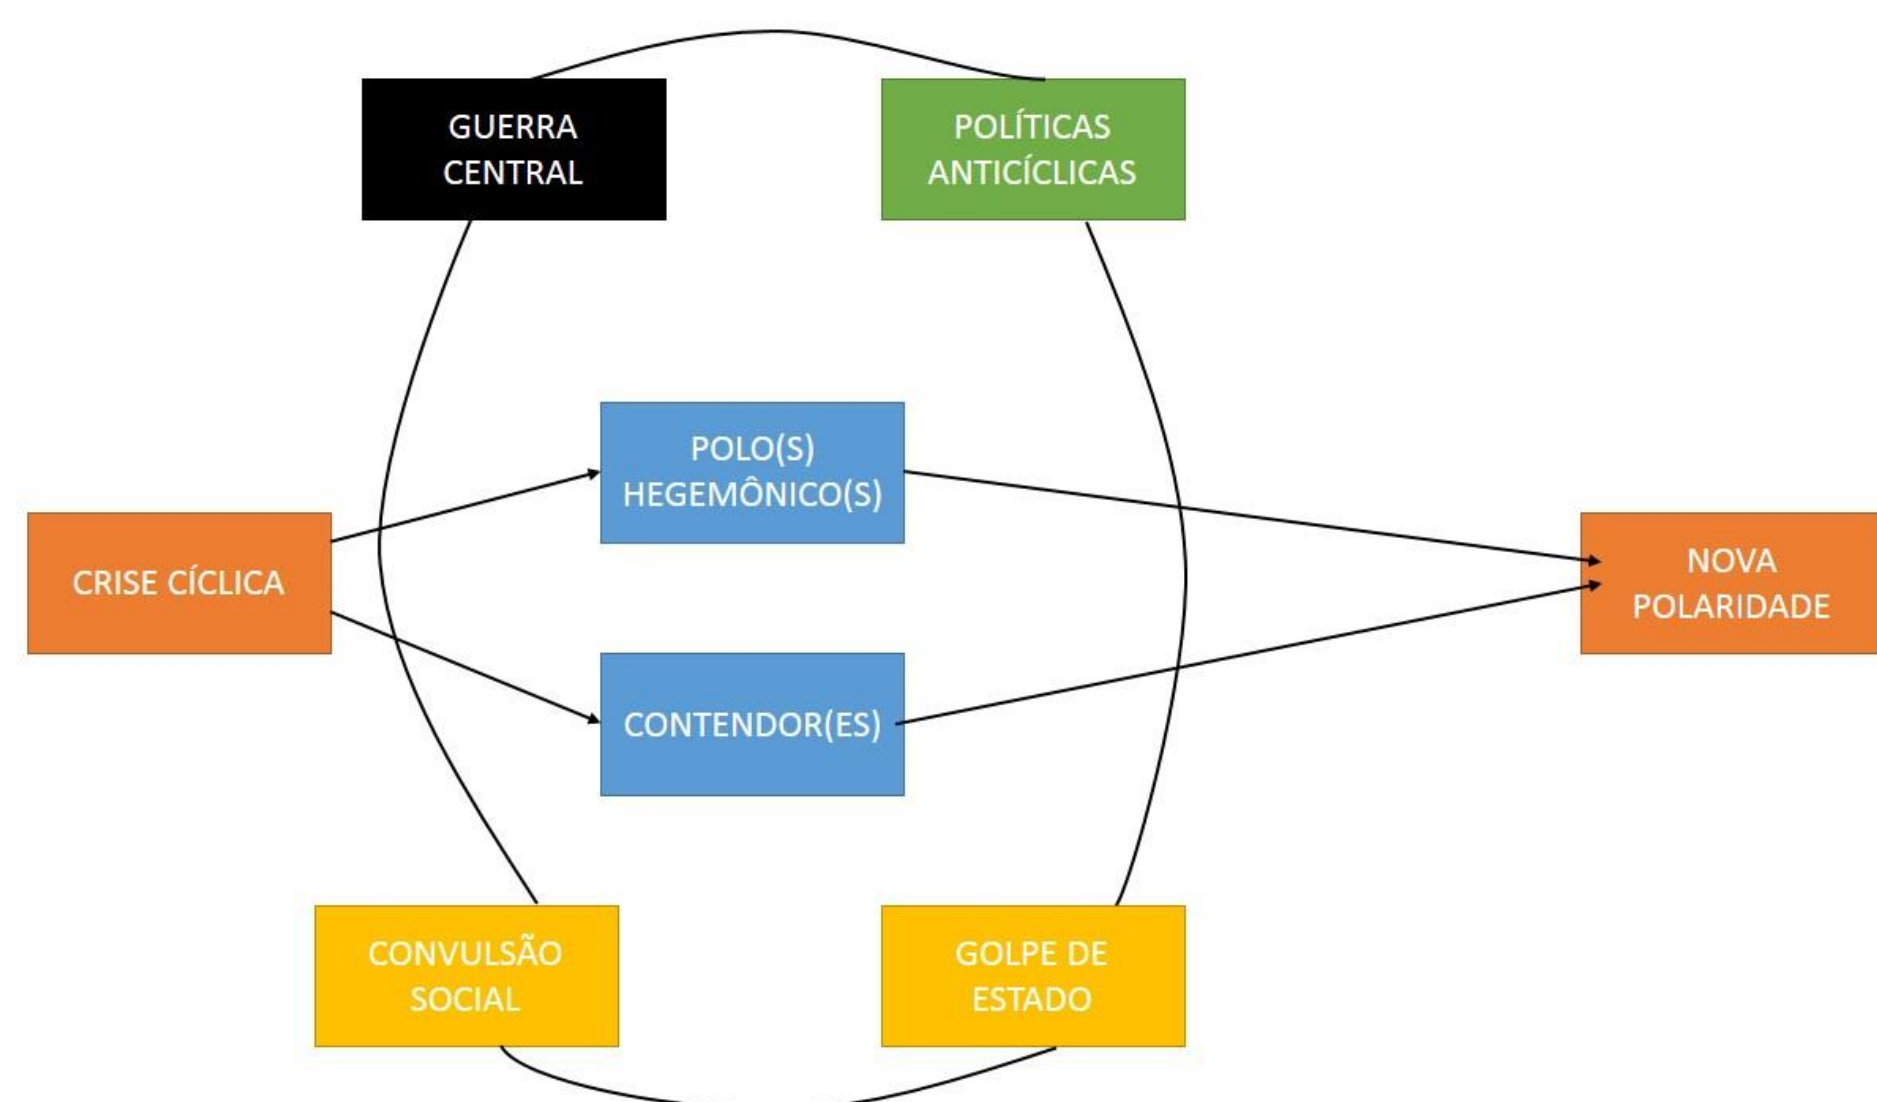 GUERRA
CENTRAL
POLÍTICAS
ANTICÍCLICAS
POLO(S)
HEGEMÔNICO(S)
CRISE CÍCLICA
NOVA
POLARIDADE
CONTENDOR(ES)
CONVULSÃO
SOCIAL
GOLPE DE
ESTADO